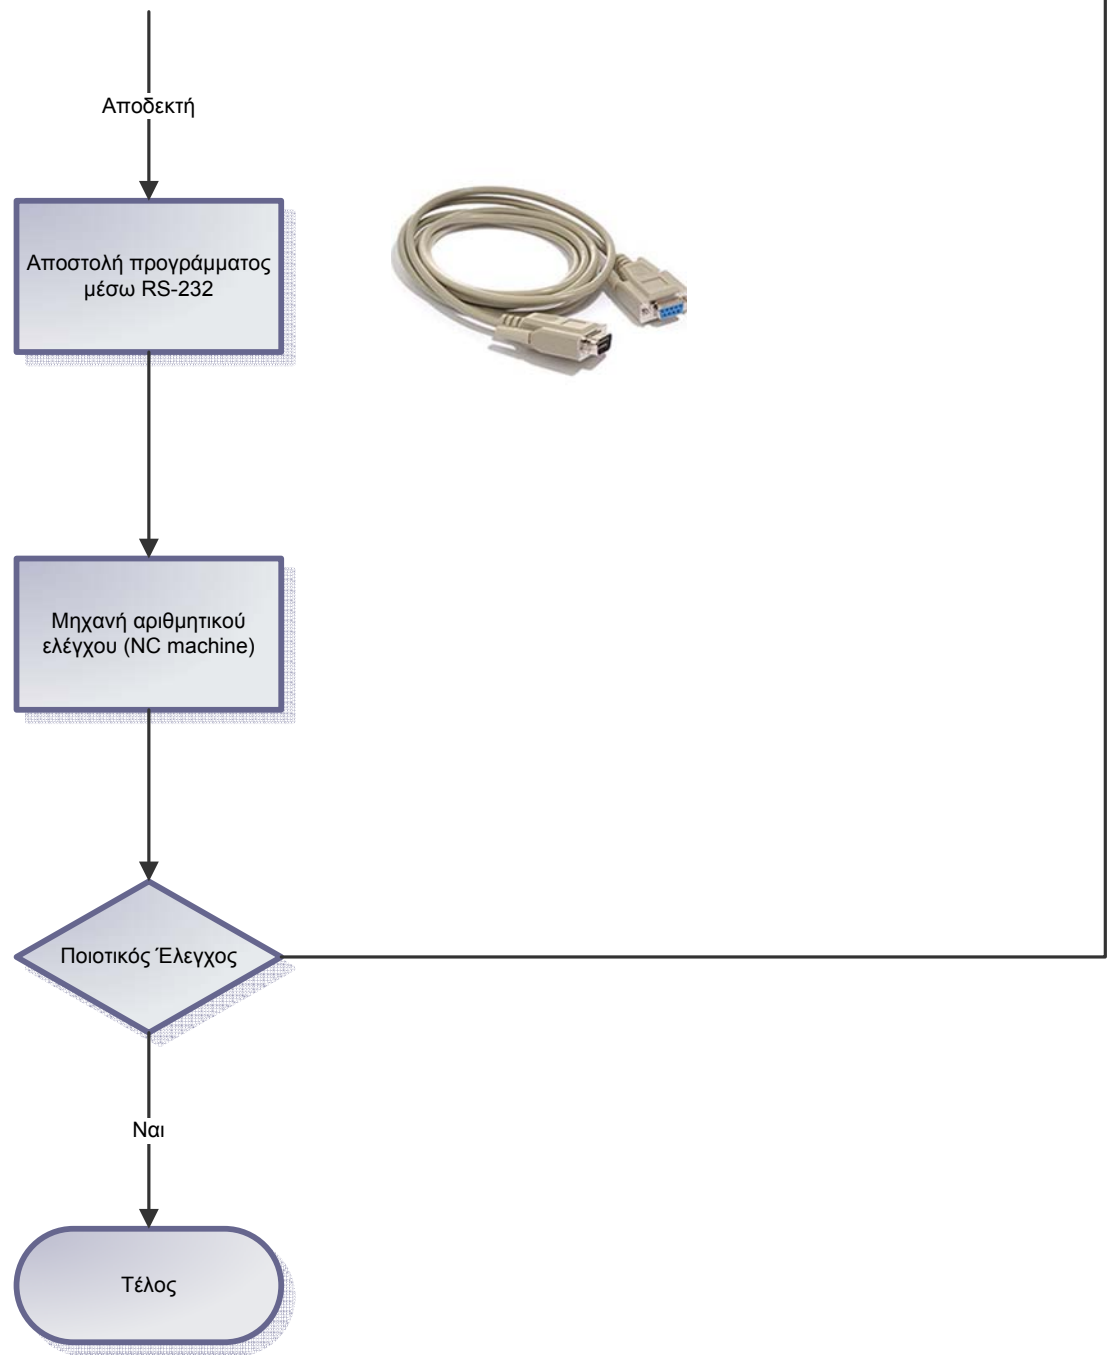 Αποδεκτή
Αποστολή προγράμματος
μέσω RS-232
Μηχανή αριθμητικού
ελέγχου (NC machine)
Ποιοτικός Έλεγχος
Ναι
Τέλος